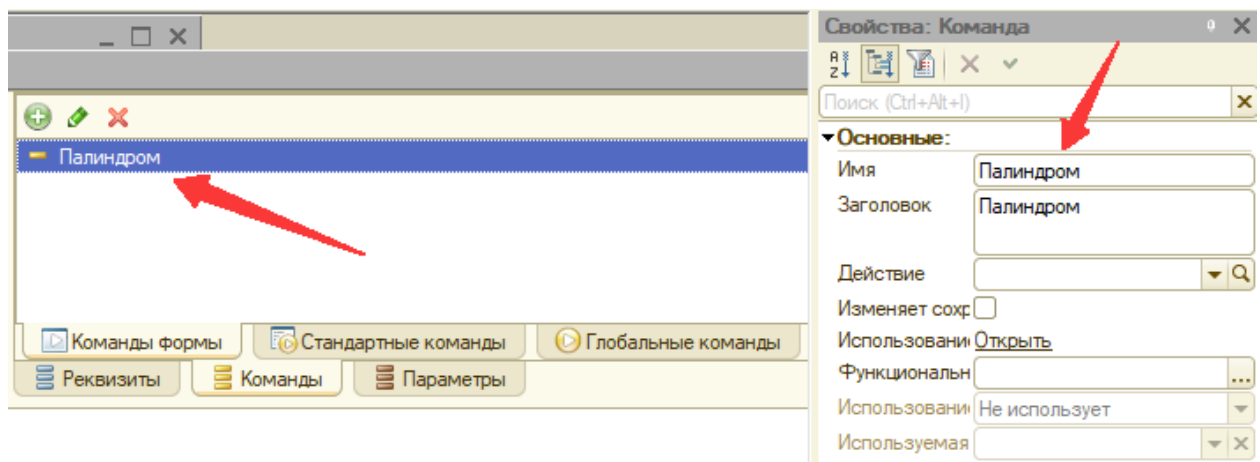 Палиндром
Команды формы
Стандартные команды
Глобальные команды
Реквизиты
Команды
Параметры
Свойства: Команда
Поиск (Ctrl+Alt+I)
Основные:
Имя Палиндром
Заголовок Палиндром
Действие
Изменяет сохр
Использовани Открыть
Функциональн ...
Использовани Не использует
Используемая